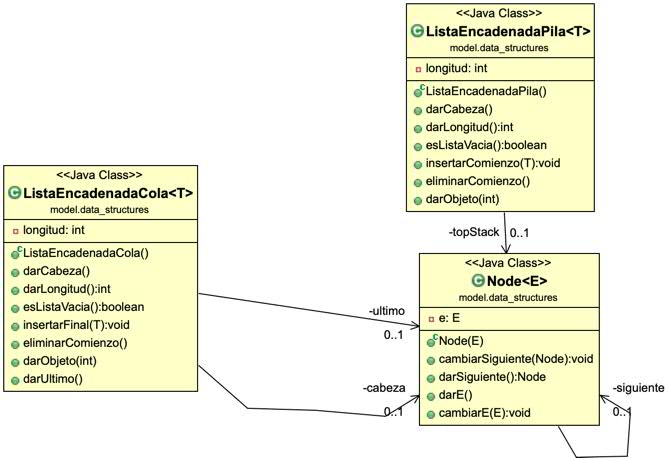 <<Java Class>>
ListaEncadenadaPila<T>
model.data_structures
longitud: int
ListaEncadenadaPila()
darCabeza()
darLongitud():int
esListaVacia():boolean
insertarComienzo(T):void
eliminarComienzo()
darObjeto(int)
<<Java Class>>
ListaEncadenadaCola<T>
model.data_structures
longitud: int
ListaEncadenadaCola()
darCabeza()
darLongitud():int
esListaVacia():boolean
insertarFinal(T):void
eliminarComienzo()
darObjeto(int)
darUltimo()
-topStack 0..1
<<Java Class>>
Node<E>
model.data_structures
e: E
Node(E)
cambiarSiguiente(Node):void
darSiguiente():Node
darE()
cambiarE(E):void
-ultimo
0..1
-cabeza
0..1
-siguiente
0..1